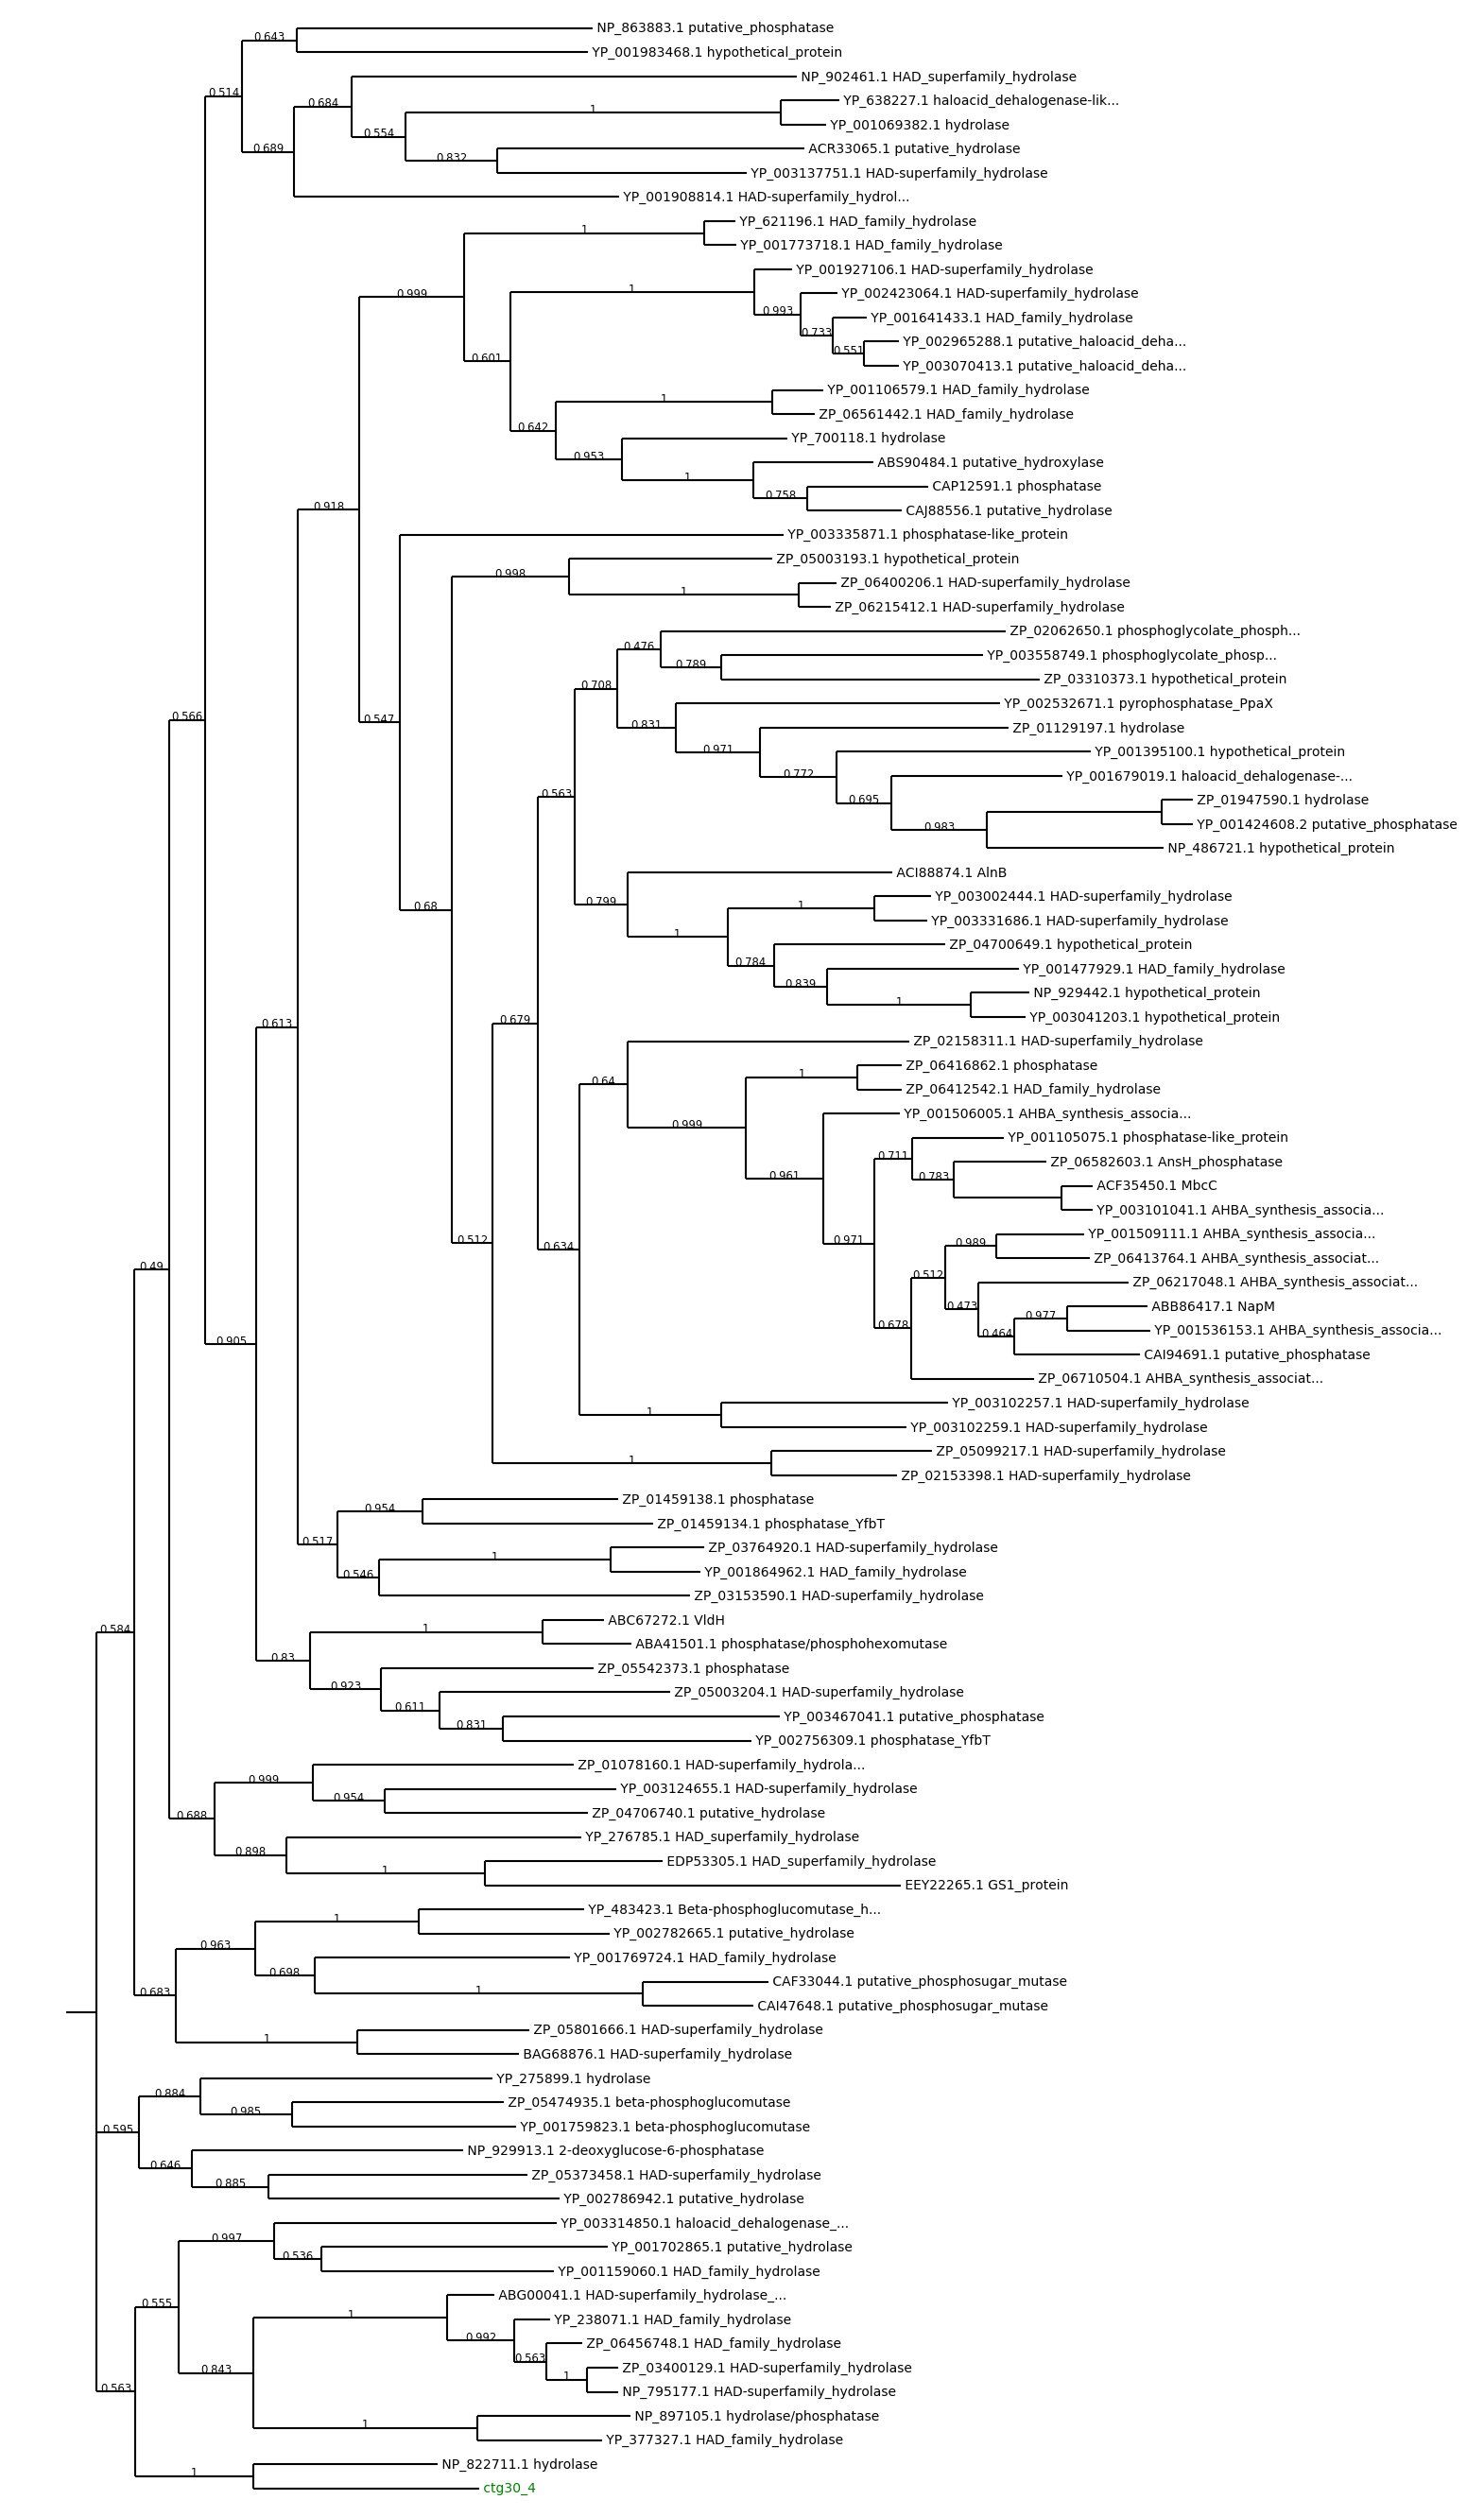 NP_863883.1 putative_phosphatase
0.643
YP_001983468.1 hypothetical_protein
NP_902461.1 HAD_superfamily_hydrolase
0.514
YP_638227.1 haloacid_dehalogenase-lik...
0.684
1
YP_001069382.1 hydrolase
0.554
ACR33065.1 putative_hydrolase
0.689
0.832
YP_003137751.1 HAD-superfamily_hydrolase
YP_001908814.1 HAD-superfamily_hydrol...
YP_621196.1 HAD_family_hydrolase
1
YP_001773718.1 HAD_family_hydrolase
YP_001927106.1 HAD-superfamily_hydrolase
1
0.999
YP_002423064.1 HAD-superfamily_hydrolase
0.993
YP_001641433.1 HAD_family_hydrolase
0.733
YP_002965288.1 putative_haloacid_deha...
0.551
0.601
YP_003070413.1 putative_haloacid_deha...
YP_001106579.1 HAD_family_hydrolase
1
ZP_06561442.1 HAD_family_hydrolase
0.642
YP_700118.1 hydrolase
0.953
ABS90484.1 putative_hydroxylase
1
CAP12591.1 phosphatase
0.758
0.918
CAJ88556.1 putative_hydrolase
YP_003335871.1 phosphatase-like_protein
ZP_05003193.1 hypothetical_protein
0.998
ZP_06400206.1 HAD-superfamily_hydrolase
1
ZP_06215412.1 HAD-superfamily_hydrolase
ZP_02062650.1 phosphoglycolate_phosph...
0.476
YP_003558749.1 phosphoglycolate_phosp...
0.789
ZP_03310373.1 hypothetical_protein
0.708
YP_002532671.1 pyrophosphatase_PpaX
0.566
0.547
0.831
ZP_01129197.1 hydrolase
0.971
YP_001395100.1 hypothetical_protein
0.772
YP_001679019.1 haloacid_dehalogenase-...
0.563
0.695
ZP_01947590.1 hydrolase
YP_001424608.2 putative_phosphatase
0.983
NP_486721.1 hypothetical_protein
ACI88874.1 AlnB
YP_003002444.1 HAD-superfamily_hydrolase
0.799
1
0.68
YP_003331686.1 HAD-superfamily_hydrolase
1
ZP_04700649.1 hypothetical_protein
0.784
YP_001477929.1 HAD_family_hydrolase
0.839
NP_929442.1 hypothetical_protein
1
YP_003041203.1 hypothetical_protein
0.679
0.613
ZP_02158311.1 HAD-superfamily_hydrolase
ZP_06416862.1 phosphatase
1
0.64
ZP_06412542.1 HAD_family_hydrolase
YP_001506005.1 AHBA_synthesis_associa...
0.999
YP_001105075.1 phosphatase-like_protein
0.711
ZP_06582603.1 AnsH_phosphatase
0.961
0.783
ACF35450.1 MbcC
YP_003101041.1 AHBA_synthesis_associa...
YP_001509111.1 AHBA_synthesis_associa...
0.512
0.971
0.989
0.634
ZP_06413764.1 AHBA_synthesis_associat...
0.49
0.512
ZP_06217048.1 AHBA_synthesis_associat...
0.473
ABB86417.1 NapM
0.977
0.678
0.464
YP_001536153.1 AHBA_synthesis_associa...
0.905
CAI94691.1 putative_phosphatase
ZP_06710504.1 AHBA_synthesis_associat...
YP_003102257.1 HAD-superfamily_hydrolase
1
YP_003102259.1 HAD-superfamily_hydrolase
ZP_05099217.1 HAD-superfamily_hydrolase
1
ZP_02153398.1 HAD-superfamily_hydrolase
ZP_01459138.1 phosphatase
0.954
ZP_01459134.1 phosphatase_YfbT
0.517
ZP_03764920.1 HAD-superfamily_hydrolase
1
YP_001864962.1 HAD_family_hydrolase
0.546
ZP_03153590.1 HAD-superfamily_hydrolase
ABC67272.1 VldH
0.584
1
ABA41501.1 phosphatase/phosphohexomutase
0.83
ZP_05542373.1 phosphatase
0.923
ZP_05003204.1 HAD-superfamily_hydrolase
0.611
YP_003467041.1 putative_phosphatase
0.831
YP_002756309.1 phosphatase_YfbT
ZP_01078160.1 HAD-superfamily_hydrola...
0.999
YP_003124655.1 HAD-superfamily_hydrolase
0.954
ZP_04706740.1 putative_hydrolase
0.688
YP_276785.1 HAD_superfamily_hydrolase
0.898
EDP53305.1 HAD_superfamily_hydrolase
1
EEY22265.1 GS1_protein
YP_483423.1 Beta-phosphoglucomutase_h...
1
YP_002782665.1 putative_hydrolase
0.963
YP_001769724.1 HAD_family_hydrolase
0.698
CAF33044.1 putative_phosphosugar_mutase
0.683
1
CAI47648.1 putative_phosphosugar_mutase
ZP_05801666.1 HAD-superfamily_hydrolase
1
BAG68876.1 HAD-superfamily_hydrolase
YP_275899.1 hydrolase
0.884
ZP_05474935.1 beta-phosphoglucomutase
0.985
YP_001759823.1 beta-phosphoglucomutase
0.595
NP_929913.1 2-deoxyglucose-6-phosphatase
0.646
ZP_05373458.1 HAD-superfamily_hydrolase
0.885
YP_002786942.1 putative_hydrolase
YP_003314850.1 haloacid_dehalogenase_...
0.997
YP_001702865.1 putative_hydrolase
0.536
YP_001159060.1 HAD_family_hydrolase
ABG00041.1 HAD-superfamily_hydrolase_...
0.555
1
YP_238071.1 HAD_family_hydrolase
0.992
ZP_06456748.1 HAD_family_hydrolase
0.563
ZP_03400129.1 HAD-superfamily_hydrolase
0.843
1
NP_795177.1 HAD-superfamily_hydrolase
0.563
NP_897105.1 hydrolase/phosphatase
1
YP_377327.1 HAD_family_hydrolase
NP_822711.1 hydrolase
1
ctg30_4